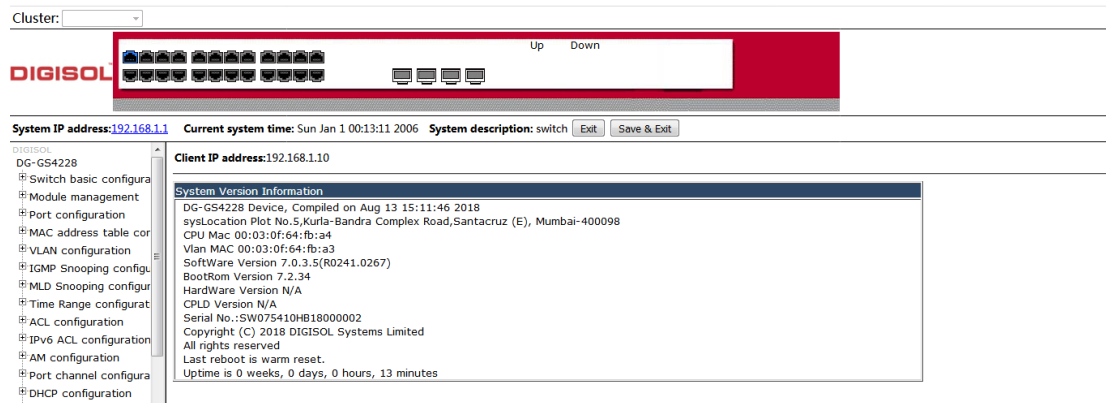 Cluster:
Up Down
DIGISOL
System IP address:192.168.1.1 Current system time: Sun Jan 1 00:13:11 2006 System description: switch Exit Save & Exit
DIGISOL
DG-GS4228
Switch basic configura
Module management
Port configuration
MAC address table cor
VLAN configuration
IGMP Snooping configu
MLD Snooping configur
Time Range configurat
ACL configuration
IPv6 ACL configuration
AM configuration
Port channel configura
DHCP configuration
Client IP address:192.168.1.10
System Version Information
DG-GS4228 Device, Compiled on Aug 13 15:11:46 2018
sysLocation Plot No.5,Kurla-Bandra Complex Road,Santacruz (E), Mumbai-400098
CPU Mac 00:03:0f:64:fb:a4
Vlan MAC 00:03:0f:64:fb:a3
SoftWare Version 7.0.3.5(R0241.0267)
BootRom Version 7.2.34
HardWare Version N/A
CPLD Version N/A
Serial No.:SW075410HB18000002
Copyright (C) 2018 DIGISOL Systems Limited
All rights reserved
Last reboot is warm reset.
Uptime is 0 weeks, 0 days, 0 hours, 13 minutes